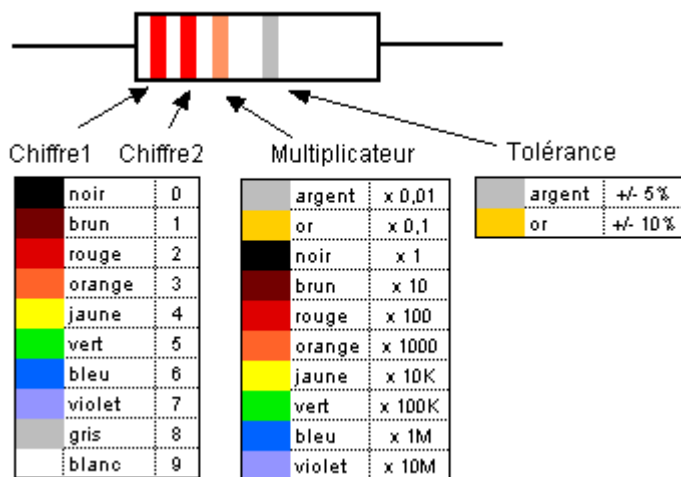 Chiffre1 Chiffre2 Multiplicateur Tolérance
noir 0
brun 1
rouge 2
orange 3
jaune 4
vert 5
bleu 6
violet 7
gris 8
blanc 9
argent x 0,01
or x 0,1
noir x 1
brun x 10
rouge x 100
orange x 1000
jaune x 10K
vert x 100K
bleu x 1M
violet x 10M
argent +/- 5%
or +/- 10%